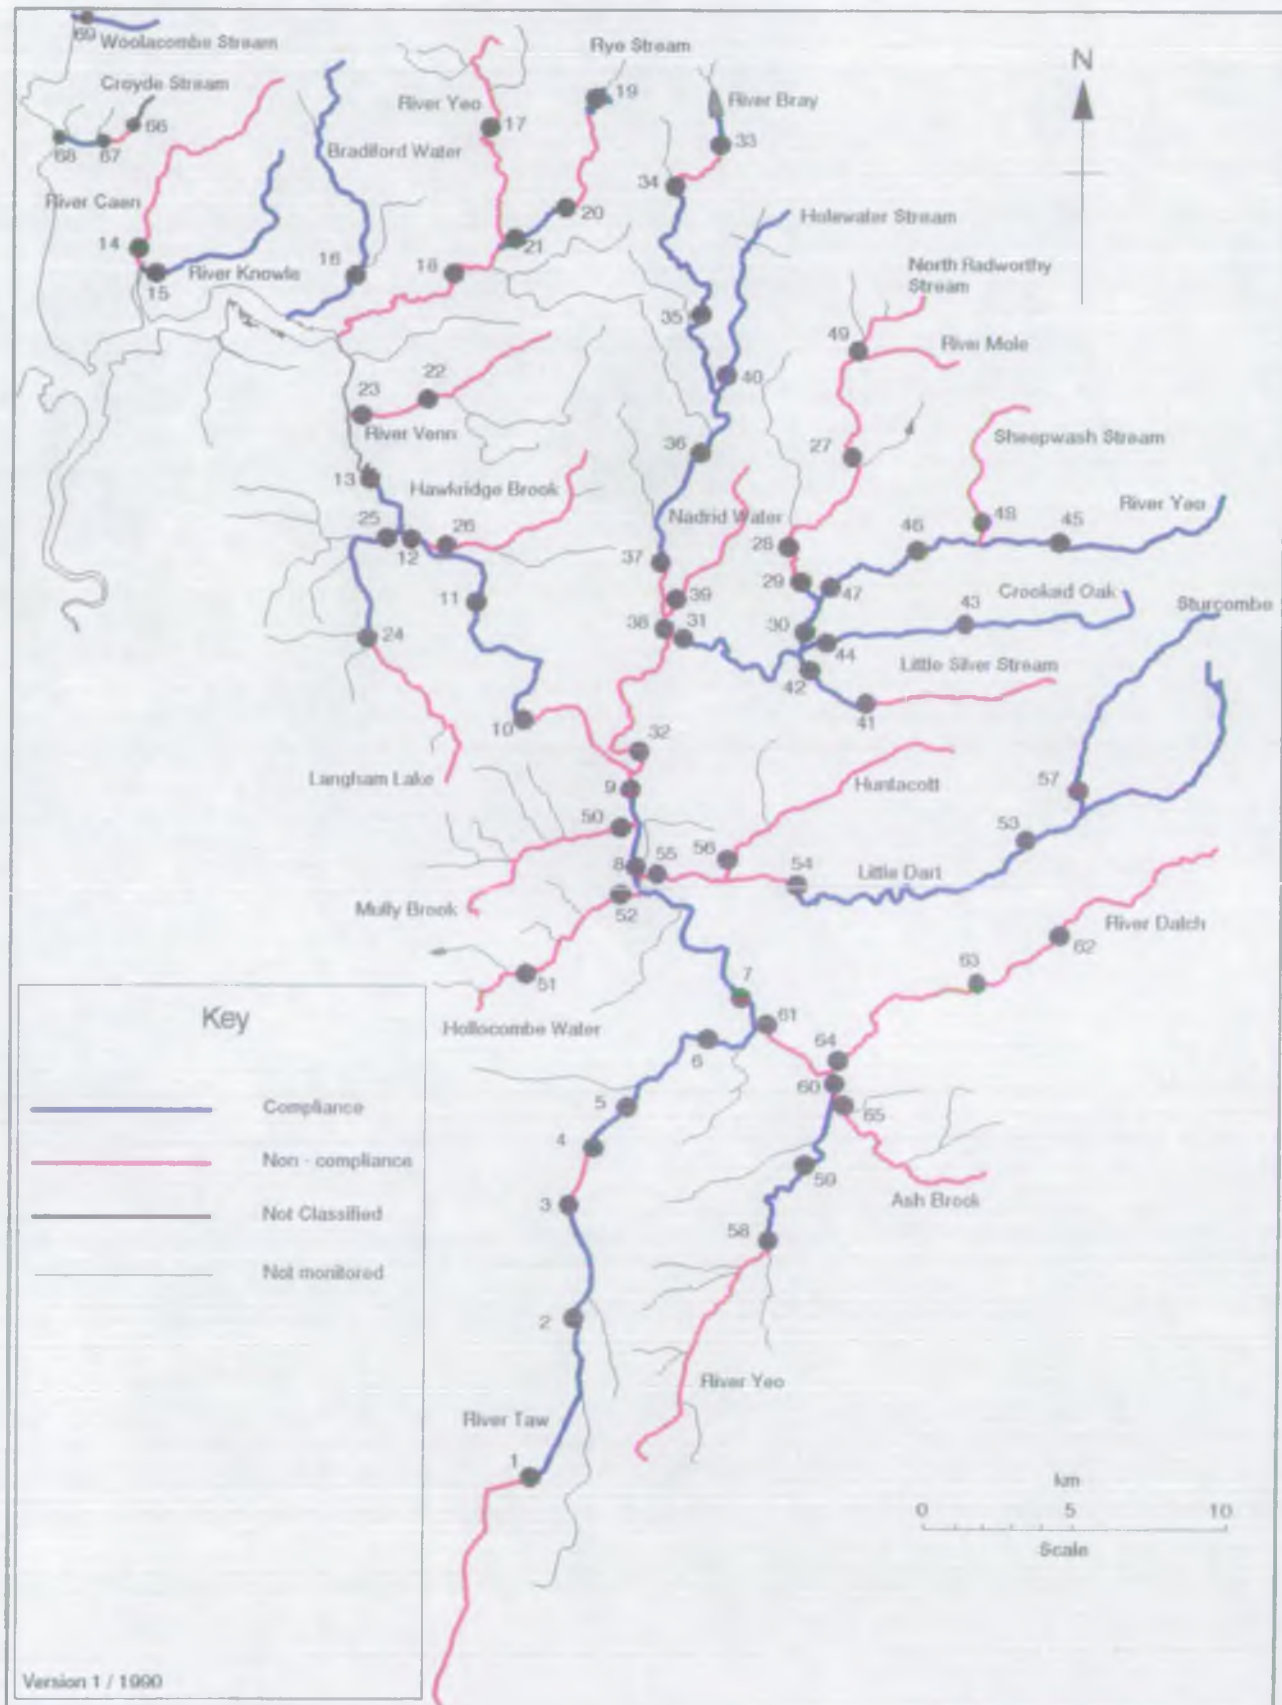 69
Woolacombe Stream
Croyde Stream
66
68
67
River Caen
14
15
River Knowle
Bradiford Water
16
River Yeo
17
Rye Stream
19
20
21
18
River Bray
33
34
N
Holewater Stream
35
40
36
North Radworthy
Stream
49
River Mole
27
Sheepwash Stream
River Yeo
22
23
River Venn
13
Hawkridge Brook
25
12
26
Nadrid Water
28
46
48
45
37
39
29
47
Crooked Oak
43
Sturcombe
11
38
31
30
44
24
42
Little Silver Stream
41
10
32
Langham Lake
9
Huntacott
57
50
56
53
8
55
54
Little Dart
52
Mully Brook
River Dalch
62
51
63
7
Hollocombe Water
61
64
6
60
65
5
4
59
Ash Brook
3
58
2
River Yeo
River Taw
1
Key
Compliance
Non - compliance
Not Classified
Not monitored
km
0 5 10
Scale
Version 1 / 1990